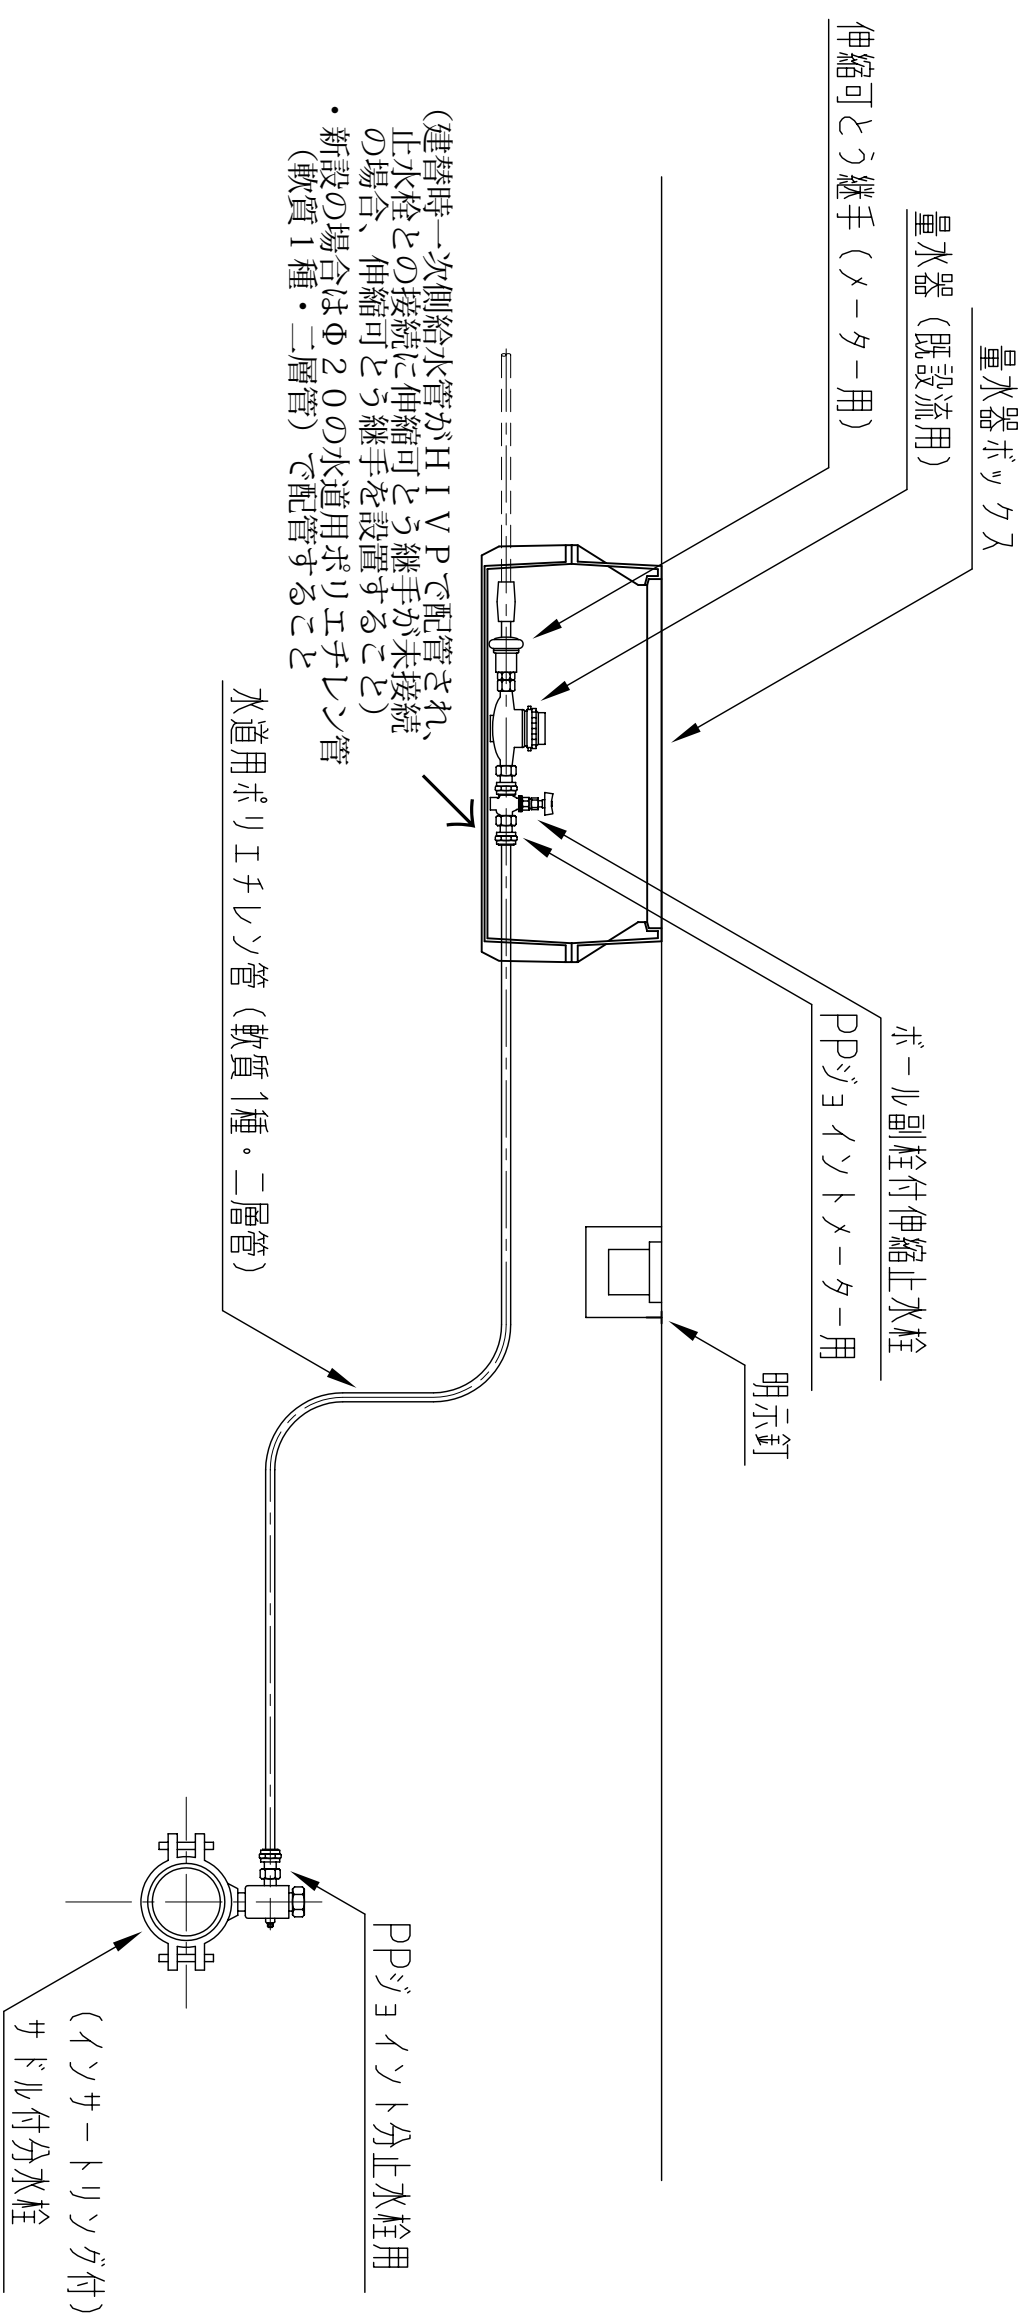 量水器ボックス
量水器（既設流用）
伸縮可とう継手（メーター用）
ボール副栓付伸縮止水栓
PPジョイントメーター用
明示釘
（建替時一次側給水管がＨＩＶＰで配管され、
止水栓との接続に伸縮可とう継手が未接続
の場合、伸縮可とう継手を設置すること）
・新設の場合はΦ２０の水道用ポリエチレン管
（軟質１種・二層管）で配管すること
水道用ポリエチレン管（軟質1種・二層管）
PPジョイント分止水栓用
（インサートリング付）
サドル付分水栓